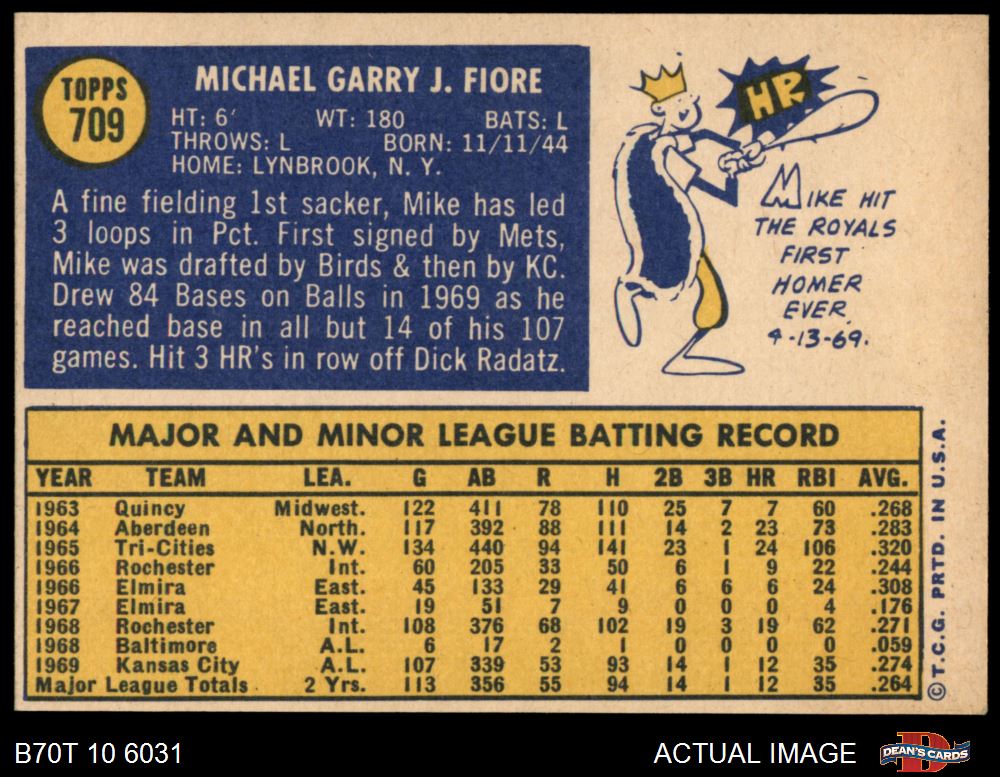 TOPPS
709
MICHAEL GARRY J. FIORE
HT: 6′ WT: 180 BATS: L
THROWS: L BORN: 11/11/44
HOME: LYNBROOK, N. Y.
A fine fielding 1st sacker, Mike has led
3 loops in Pct. First signed by Mets,
Mike was drafted by Birds & then by KC.
Drew 84 Bases on Balls in 1969 as he
reached base in all but 14 of his 107
games. Hit 3 HR's in row off Dick Radatz.
HR
MIKE HIT
THE ROYALS
FIRST
HOMER
EVER,
4-13-69.
MAJOR AND MINOR LEAGUE BATTING RECORD
YEAR TEAM LEA. G AB R H 2B 3B HR RBI AVG.
1963 Quincy Midwest. 122 411 78 110 25 7 7 60 .268
1964 Aberdeen North. 117 392 88 111 14 2 23 73 .283
1965 Tri-Cities N.W. 134 440 94 141 23 1 24 106 .320
1966 Rochester Int. 60 205 33 50 6 1 9 22 .244
1966 Elmira East. 45 133 29 41 6 6 6 24 .308
1967 Elmira East. 19 51 7 9 0 0 0 4 .176
1968 Rochester Int. 108 376 68 102 19 3 19 62 .271
1968 Baltimore A.L. 6 17 2 1 0 0 0 0 .059
1969 Kansas City A.L. 107 339 53 93 14 1 12 35 .274
Major League Totals 2 Yrs. 113 356 55 94 14 1 12 35 .264
© T.C.G. PRTD. IN U.S.A.
B70T 10 6031
ACTUAL IMAGE
DEAN'S CARDS